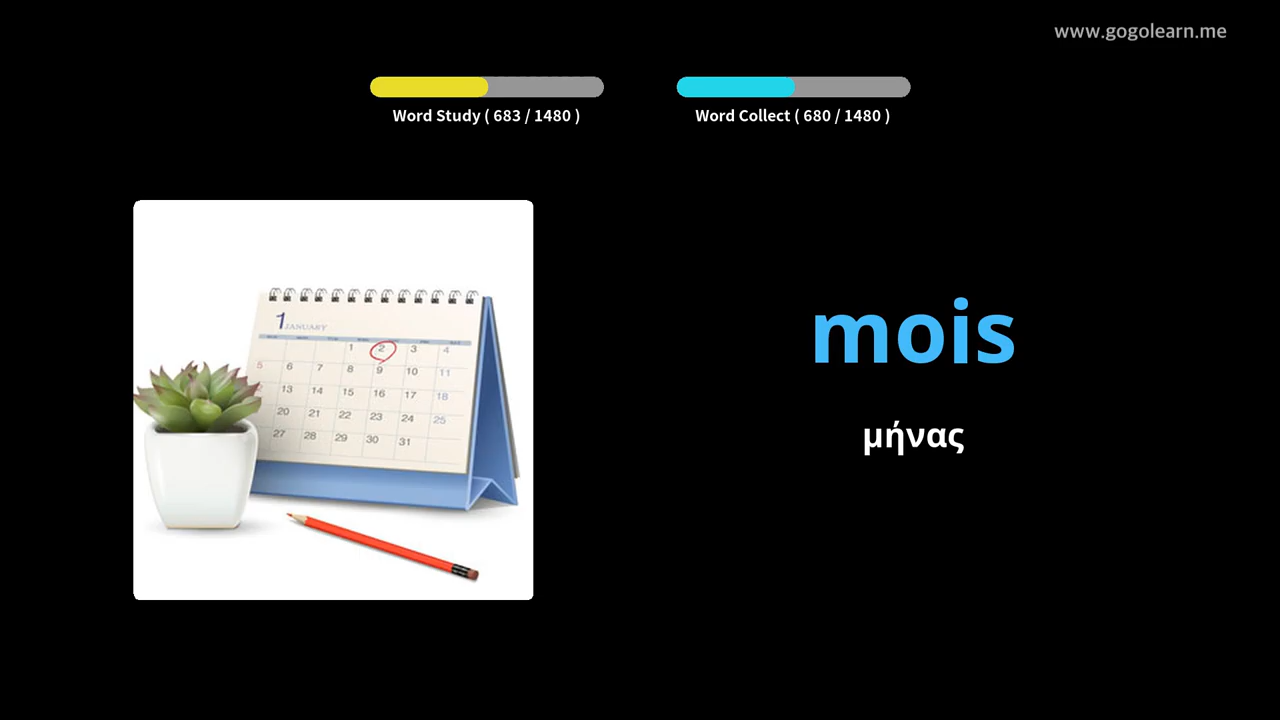 www.gogolearn.me
Word Study ( 683 / 1480 )
Word Collect ( 680 / 1480 )
1 JANUARY
1 2 3 4
5 6 7 8 9 10 11
13 14 15 16 17 18
20 21 22 23 24 25
27 28 29 30 31
mois
μήνας